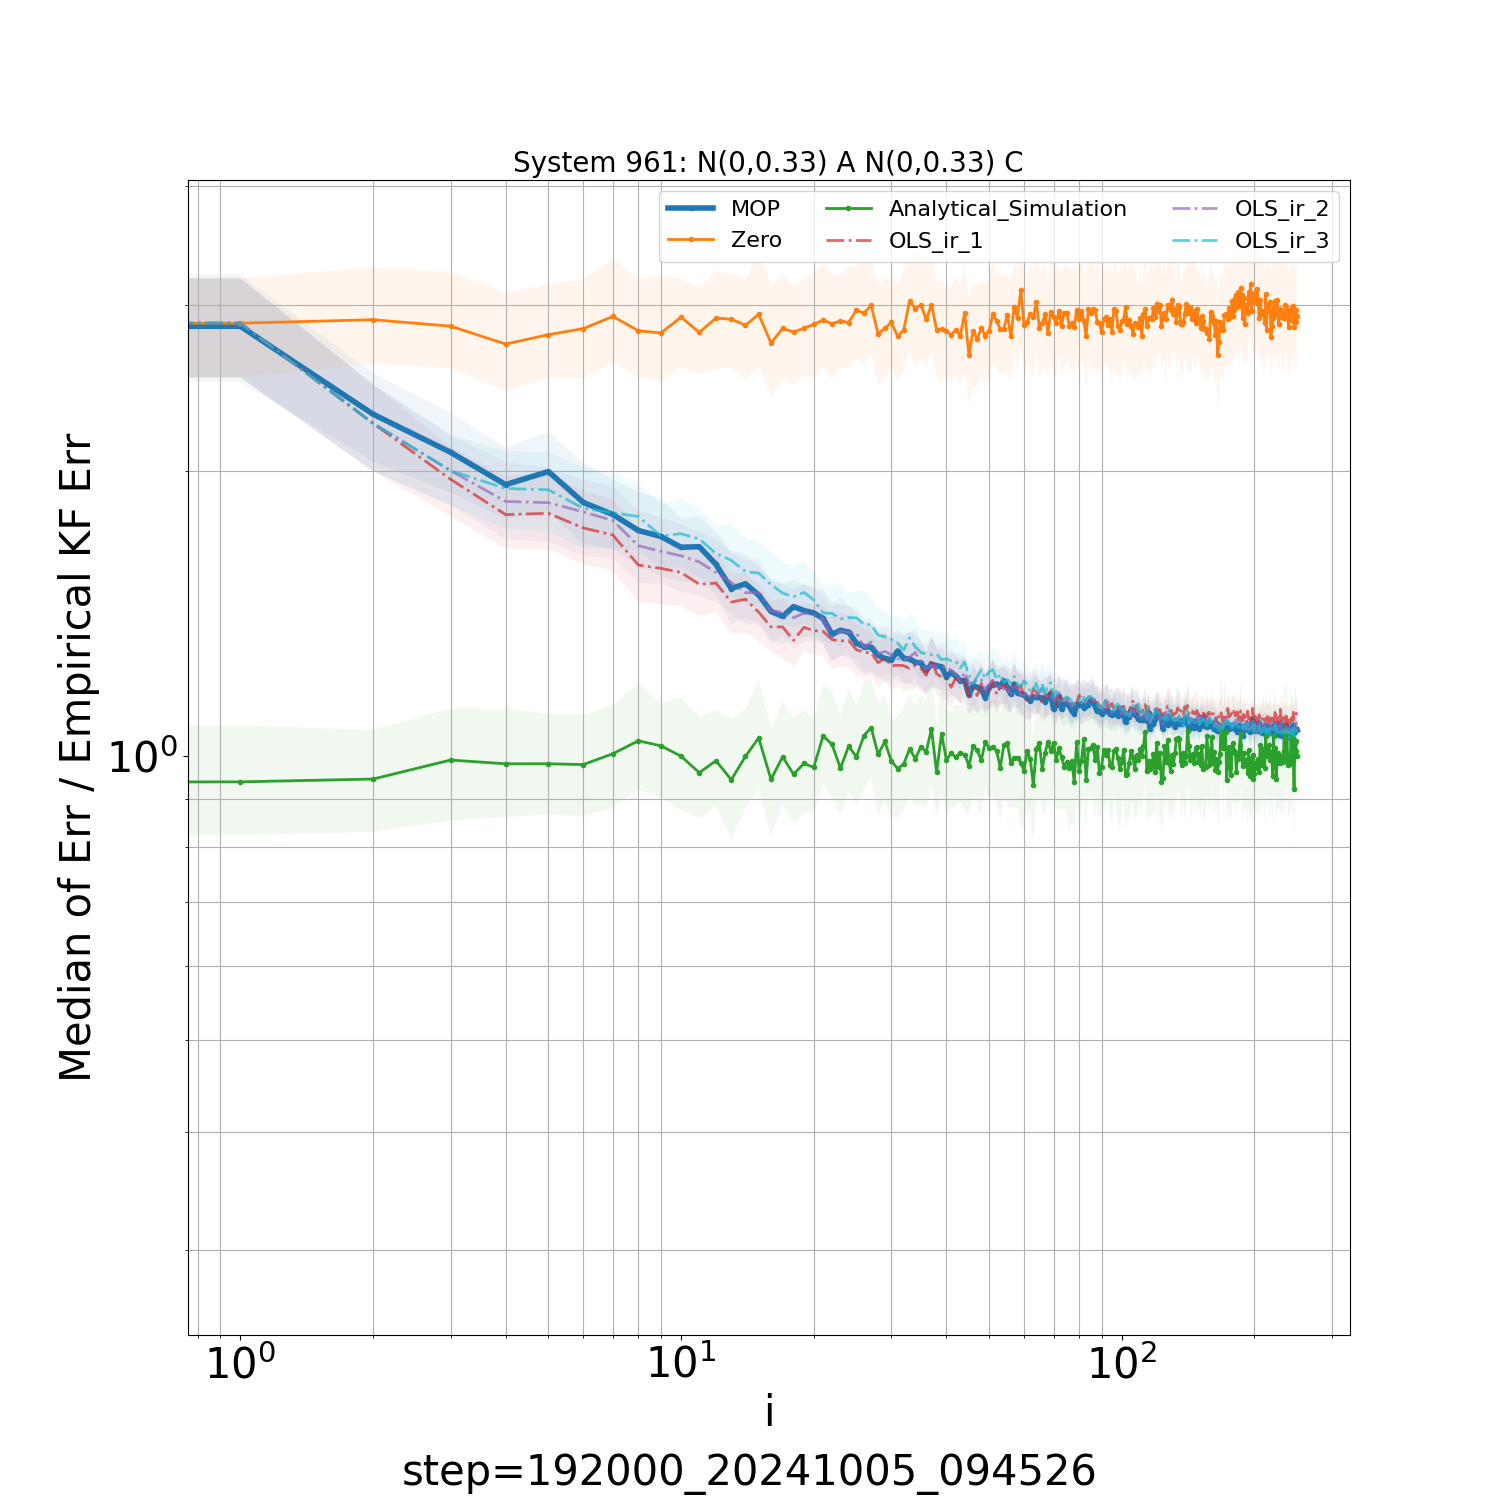 System 961: N(0,0.33) A N(0,0.33) C
MOP
Zero
Analytical_Simulation
OLS_ir_1
OLS_ir_2
OLS_ir_3
Median of Err / Empirical KF Err
10⁰
10⁰
10¹
10²
i
step=192000_20241005_094526